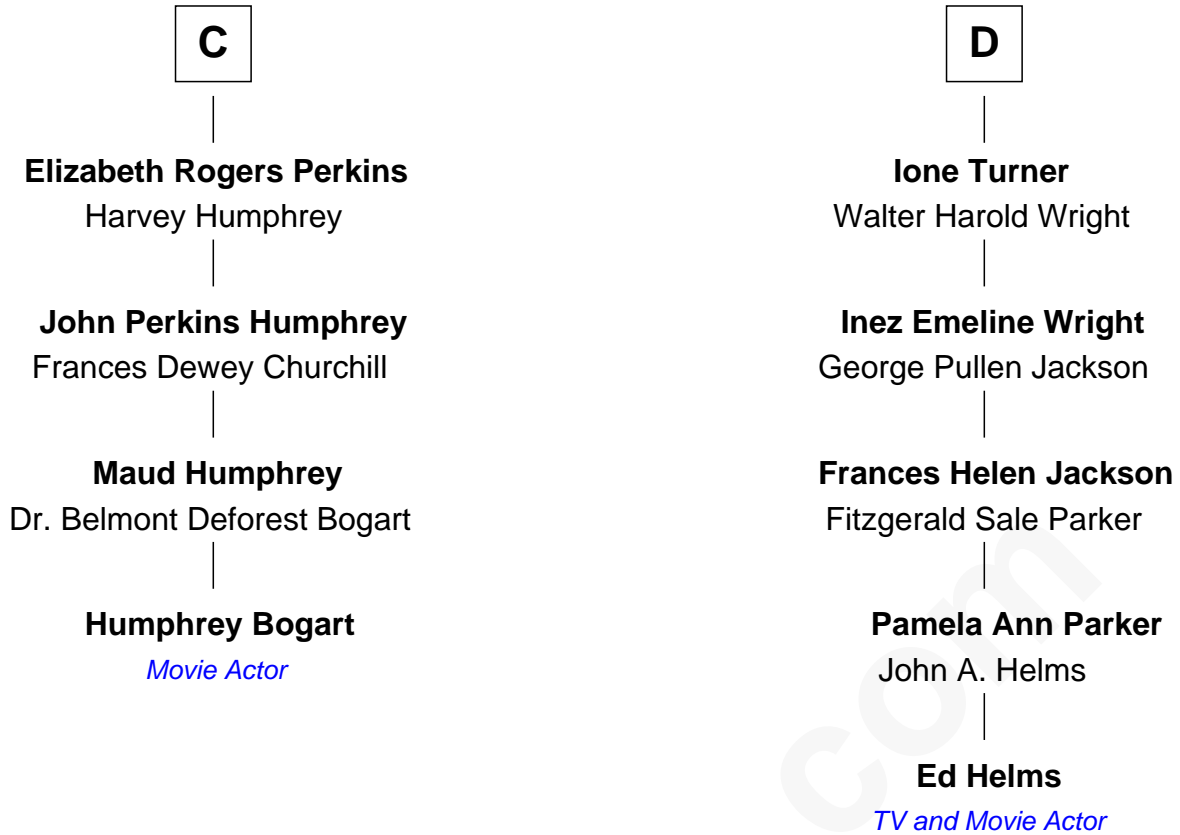 C
Elizabeth Rogers Perkins
Harvey Humphrey
John Perkins Humphrey
Frances Dewey Churchill
Maud Humphrey
Dr. Belmont Deforest Bogart
Humphrey Bogart
Movie Actor
D
Ione Turner
Walter Harold Wright
Inez Emeline Wright
George Pullen Jackson
Frances Helen Jackson
Fitzgerald Sale Parker
Pamela Ann Parker
John A. Helms
Ed Helms
TV and Movie Actor
com